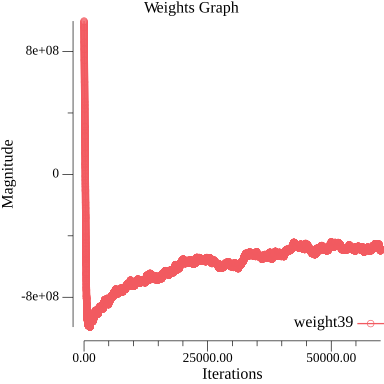 Weights Graph
8e+08
0
-8e+08
Magnitude
weight39
0.00
25000.00
50000.00
Iterations